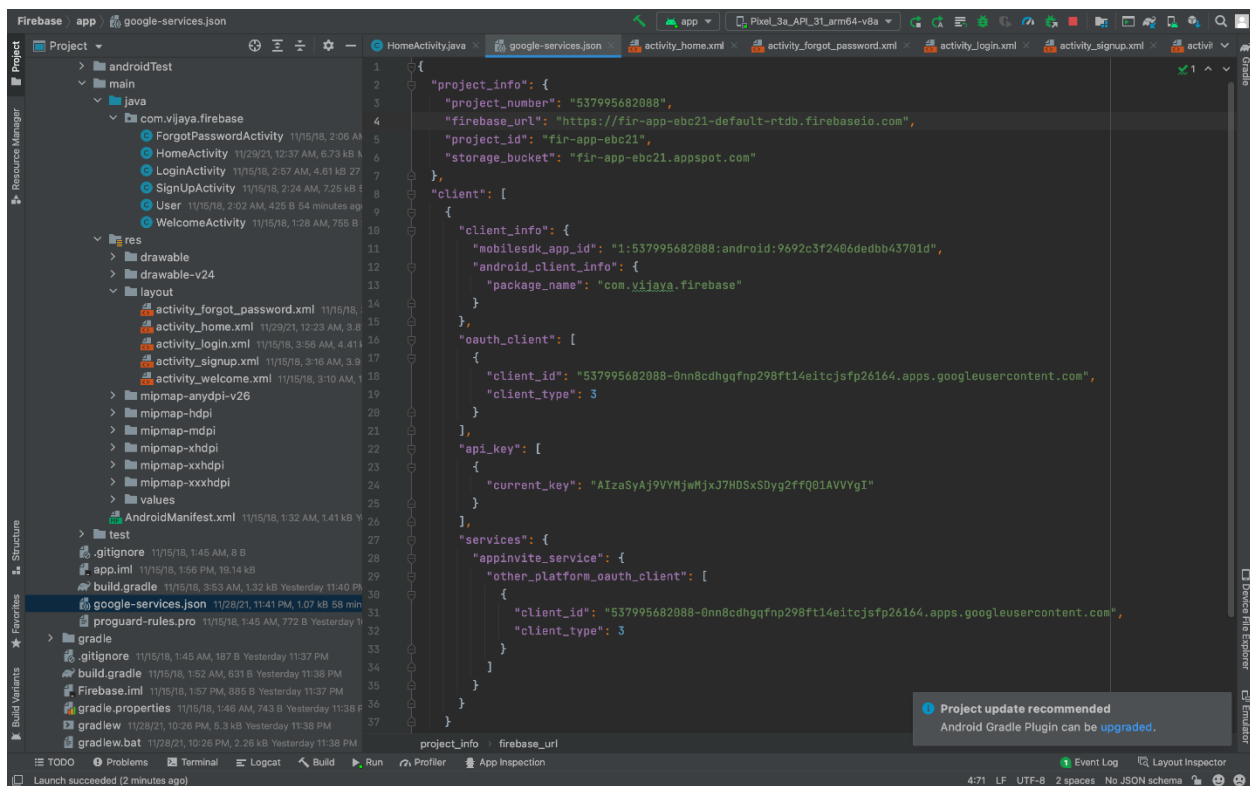 Firebase › app › google-services.json
app
Pixel_3a_API_31_arm64-v8a
Project
HomeActivity.java
google-services.json
activity_home.xml
activity_forgot_password.xml
activity_login.xml
activity_signup.xml
activit
Project
Resource Manager
Structure
Favorites
Build Variants
Gradle
Device File Explorer
Emulator
androidTest
main
java
com.vijaya.firebase
ForgotPasswordActivity 11/15/18, 2:06 AM
HomeActivity 11/29/21, 12:37 AM, 6.73 kB
LoginActivity 11/15/18, 2:57 AM, 4.61 kB 27
SignUpActivity 11/15/18, 2:24 AM, 7.25 kB
User 11/15/18, 2:02 AM, 425 B 54 minutes ag
WelcomeActivity 11/15/18, 1:28 AM, 755 B
res
drawable
drawable-v24
layout
activity_forgot_password.xml 11/15/18,
activity_home.xml 11/29/21, 12:23 AM, 3.8
activity_login.xml 11/15/18, 3:56 AM, 4.41
activity_signup.xml 11/15/18, 3:16 AM, 3.9
activity_welcome.xml 11/15/18, 3:10 AM, 1
mipmap-anydpi-v26
mipmap-hdpi
mipmap-mdpi
mipmap-xhdpi
mipmap-xxhdpi
mipmap-xxxhdpi
values
AndroidManifest.xml 11/15/18, 1:32 AM, 1.41 kB
test
.gitignore 11/15/18, 1:45 AM, 8 B
app.iml 11/15/18, 1:56 PM, 19.14 kB
build.gradle 11/15/18, 3:53 AM, 1.32 kB Yesterday 11:40 PM
google-services.json 11/28/21, 11:41 PM, 1.07 kB 58 min
proguard-rules.pro 11/15/18, 1:45 AM, 772 B Yesterday
gradle
.gitignore 11/15/18, 1:45 AM, 187 B Yesterday 11:37 PM
build.gradle 11/15/18, 1:52 AM, 631 B Yesterday 11:38 PM
Firebase.iml 11/15/18, 1:57 PM, 885 B Yesterday 11:37 PM
gradle.properties 11/15/18, 1:46 AM, 743 B Yesterday 11:38
gradlew 11/28/21, 10:26 PM, 5.3 kB Yesterday 11:38 PM
gradlew.bat 11/28/21, 10:26 PM, 2.26 kB Yesterday 11:38 PM
1 {
2 "project_info": {
3 "project_number": "537995682088",
4 "firebase_url": "https://fir-app-ebc21-default-rtdb.firebaseio.com",
5 "project_id": "fir-app-ebc21",
6 "storage_bucket": "fir-app-ebc21.appspot.com"
7 },
8 "client": [
9 {
10 "client_info": {
11 "mobilesdk_app_id": "1:537995682088:android:9692c3f2406dedbb43701d",
12 "android_client_info": {
13 "package_name": "com.vijaya.firebase"
14 }
15 },
16 "oauth_client": [
17 {
18 "client_id": "537995682088-0nn8cdhgqfnp298ft14eitcjsfp26164.apps.googleusercontent.com",
19 "client_type": 3
20 }
21 ],
22 "api_key": [
23 {
24 "current_key": "AIzaSyAj9VYMjwMjxJ7HDSxSDyg2ffQ01AVVYgI"
25 }
26 ],
27 "services": {
28 "appinvite_service": {
29 "other_platform_oauth_client": [
30 {
31 "client_id": "537995682088-0nn8cdhgqfnp298ft14eitcjsfp26164.apps.googleusercontent.com",
32 "client_type": 3
33 }
34 ]
35 }
36 }
37 }
1
Project update recommended
Android Gradle Plugin can be upgraded.
project_info › firebase_url
TODO Problems Terminal Logcat Build Run Profiler App Inspection
1 Event Log Layout Inspector
Launch succeeded (2 minutes ago)
4:71 LF UTF-8 2 spaces No JSON schema